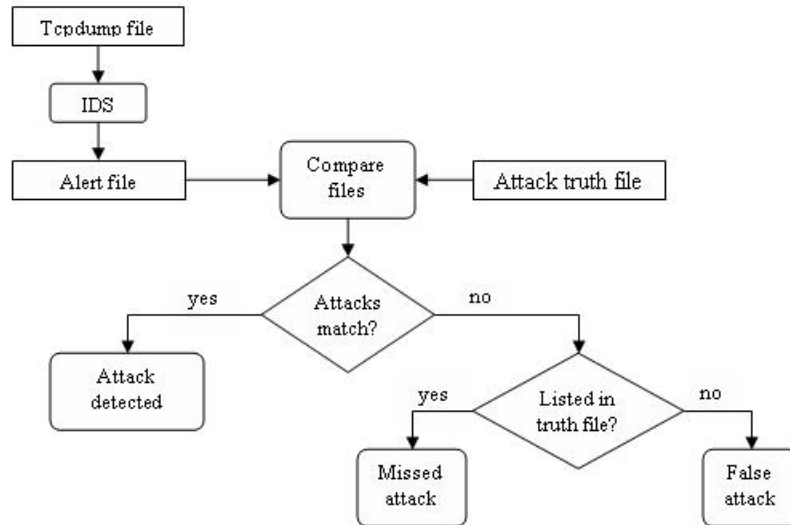 Tcpdump file
IDS
Alert file
Compare
files
Attack truth file
yes
Attacks
match?
no
Attack
detected
yes
Listed in
truth file?
no
Missed
attack
False
attack